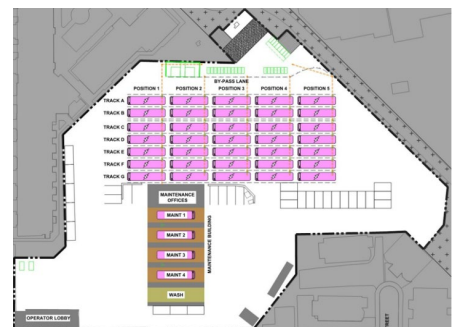 BY-PASS LANE
POSITION 1 POSITION 2 POSITION 3 POSITION 4 POSITION 5
TRACK A
TRACK B
TRACK C
TRACK D
TRACK E
TRACK F
TRACK G
MAINTENANCE
OFFICES
MAINT 1
MAINT 2
MAINT 3
MAINT 4
WASH
MAINTENANCE BUILDING
OPERATOR LOBBY
STREET